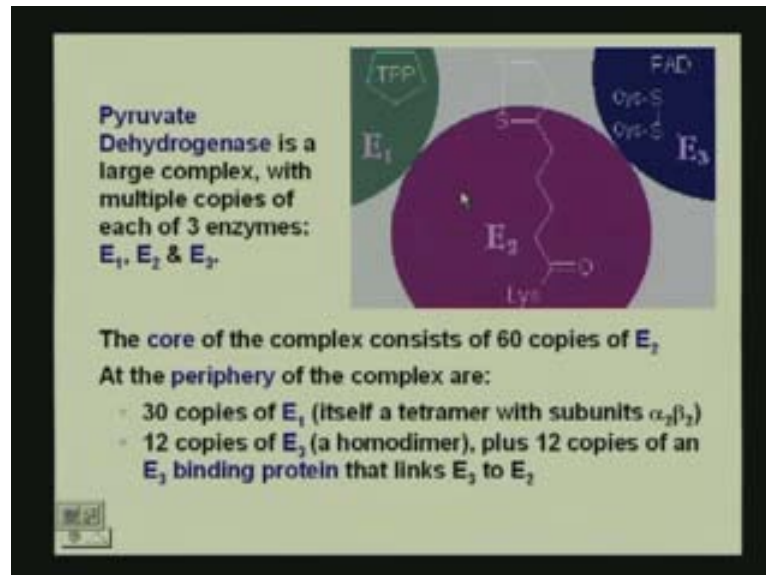 Pyruvate
Dehydrogenase is a
large complex, with
multiple copies of
each of 3 enzymes:
E₁, E₂ & E₃.
TPP
E₁
S
E₂
O
Lys
FAD
Cys-S
Cys-S
E₃
The core of the complex consists of 60 copies of E₂
At the periphery of the complex are:
◦ 30 copies of E₁ (itself a tetramer with subunits α₂β₂)
◦ 12 copies of E₃ (a homodimer), plus 12 copies of an
E₃ binding protein that links E₃ to E₂